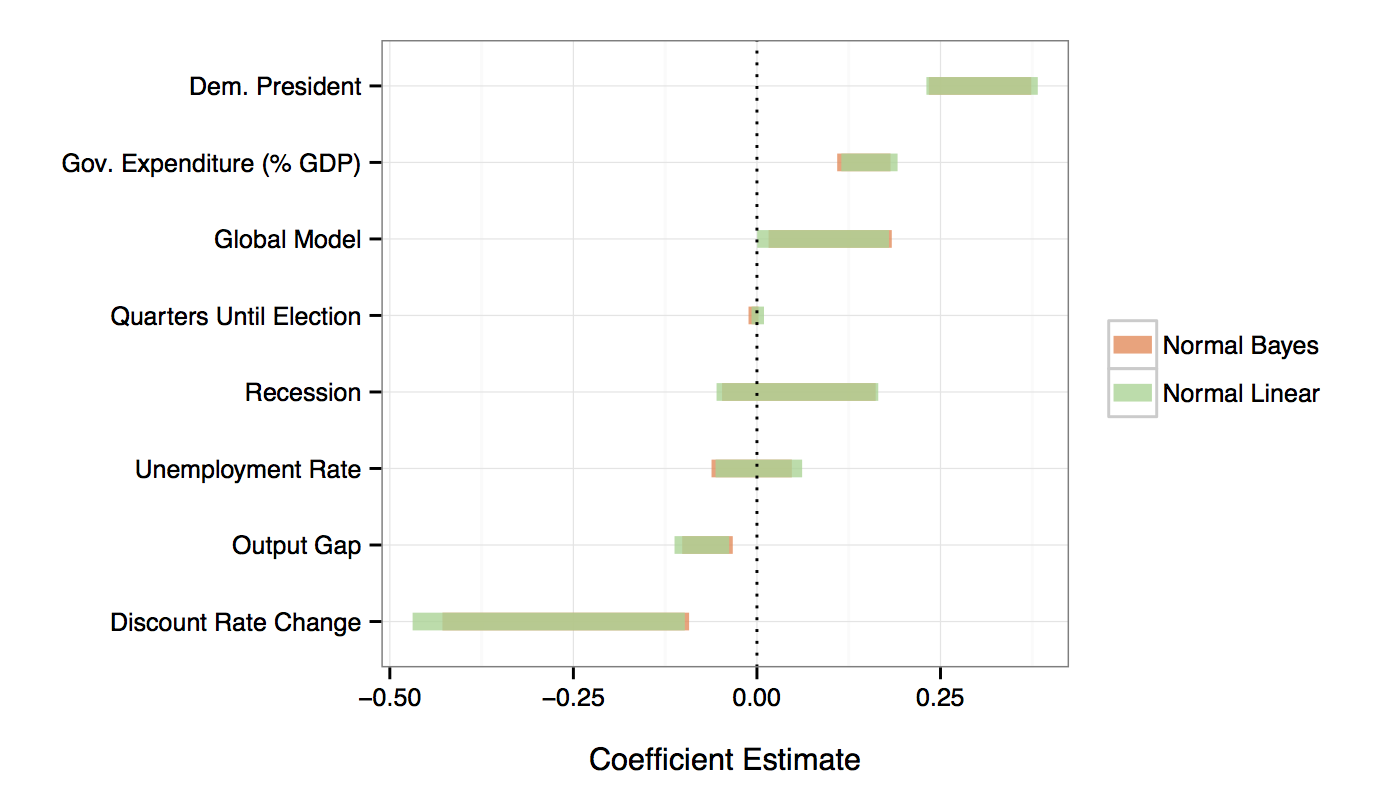 Dem. President
Gov. Expenditure (% GDP)
Global Model
Quarters Until Election
Recession
Unemployment Rate
Output Gap
Discount Rate Change
Normal Bayes
Normal Linear
−0.50 −0.25 0.00 0.25
Coefficient Estimate